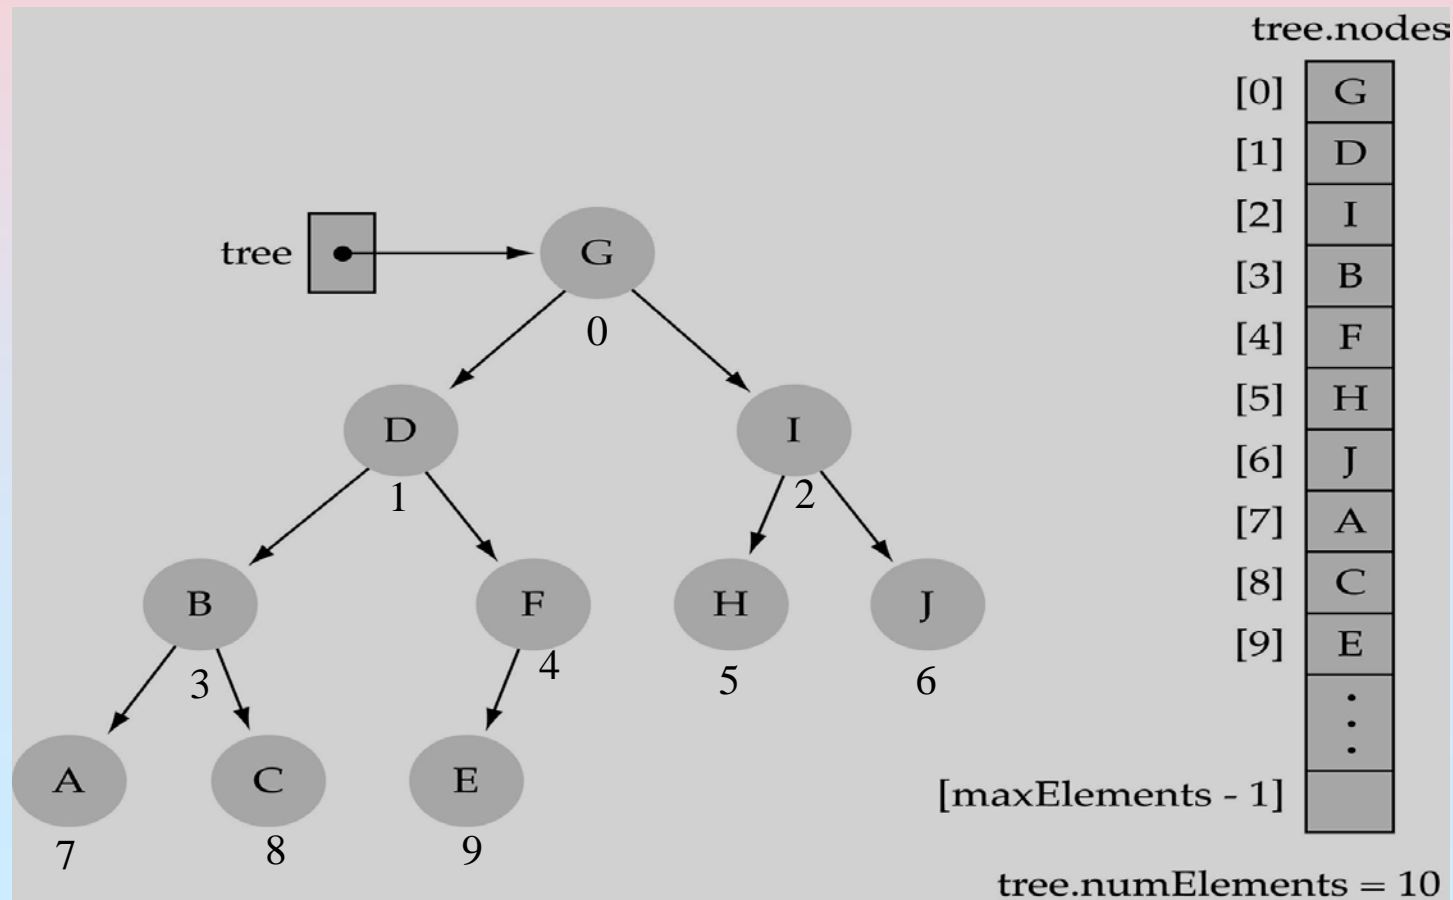 tree.nodes
[0] G
[1] D
[2] I
[3] B
[4] F
[5] H
[6] J
[7] A
[8] C
[9] E
[maxElements - 1]
tree.numElements = 10
tree
G
0
D
I
1
2
B
F
H
J
3
4
5
6
A
C
E
7
8
9